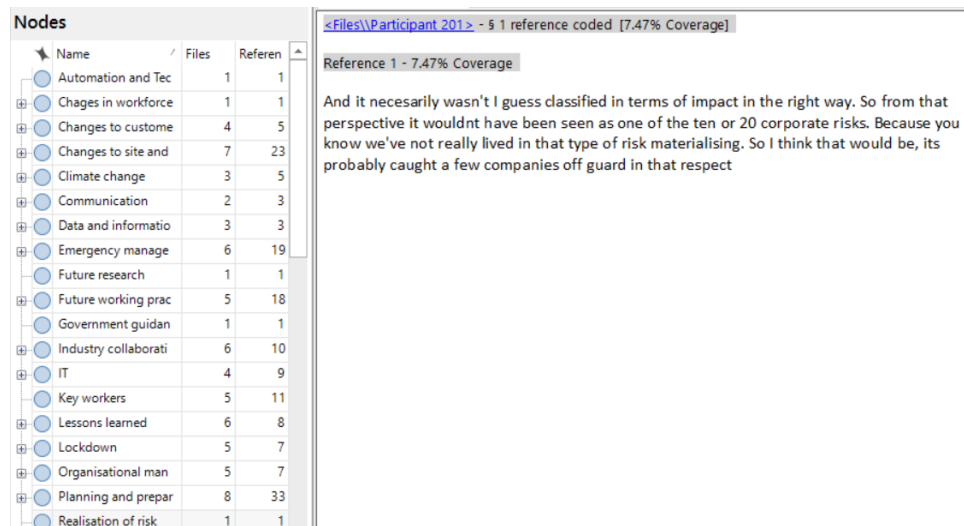 Nodes
Name Files Referen
Automation and Tec 1 1
Chages in workforce 1 1
Changes to custome 4 5
Changes to site and 7 23
Climate change 3 5
Communication 2 3
Data and informatio 3 3
Emergency manage 6 19
Future research 1 1
Future working prac 5 18
Government guidan 1 1
Industry collaborati 6 10
IT 4 9
Key workers 5 11
Lessons learned 6 8
Lockdown 5 7
Organisational man 5 7
Planning and prepar 8 33
Realisation of risk 1 1
<Files\\Participant 201> - § 1 reference coded [7.47% Coverage]
Reference 1 - 7.47% Coverage
And it necesarily wasn't I guess classified in terms of impact in the right way. So from that
perspective it wouldnt have been seen as one of the ten or 20 corporate risks. Because you
know we've not really lived in that type of risk materialising. So I think that would be, its
probably caught a few companies off guard in that respect